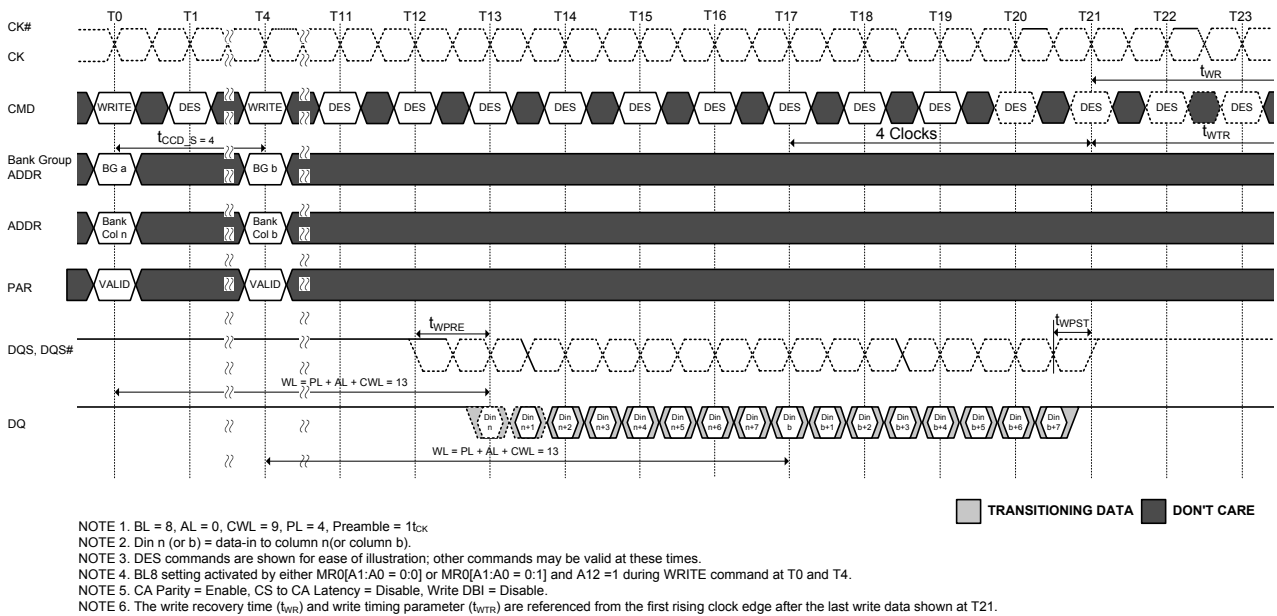 T0 T1 T4 T11 T12 T13 T14 T15 T16 T17 T18 T19 T20 T21 T22 T23
CK#
CK
tWR
CMD
WRITE DES WRITE DES DES DES DES DES DES DES DES DES DES DES DES DES
tCCD_S = 4
4 Clocks
tWTR
Bank Group
ADDR
BG a BG b
ADDR
Bank Col n
Bank Col b
PAR
VALID VALID
tWPRE
tWPST
DQS, DQS#
WL = PL + AL + CWL = 13
DQ
Din n Din n+1 Din n+2 Din n+3 Din n+4 Din n+5 Din n+6 Din n+7 Din b Din b+1 Din b+2 Din b+3 Din b+4 Din b+5 Din b+6 Din b+7
WL = PL + AL + CWL = 13
TRANSITIONING DATA DON'T CARE
NOTE 1. BL = 8, AL = 0, CWL = 9, PL = 4, Preamble = 1tCK
NOTE 2. Din n (or b) = data-in to column n(or column b).
NOTE 3. DES commands are shown for ease of illustration; other commands may be valid at these times.
NOTE 4. BL8 setting activated by either MR0[A1:A0 = 0:0] or MR0[A1:A0 = 0:1] and A12 =1 during WRITE command at T0 and T4.
NOTE 5. CA Parity = Enable, CS to CA Latency = Disable, Write DBI = Disable.
NOTE 6. The write recovery time (tWR) and write timing parameter (tWTR) are referenced from the first rising clock edge after the last write data shown at T21.